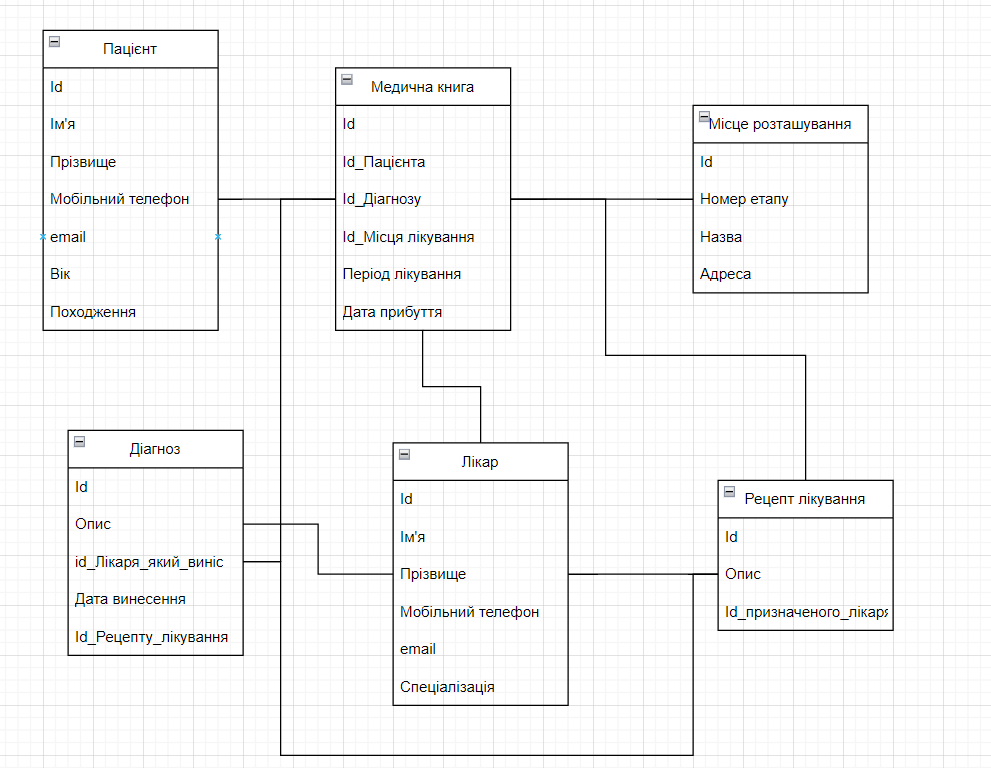 Пацієнт
Id
Ім'я
Прізвище
Мобільний телефон
email
Вік
Походження
Медична книга
Id
Id_Пацієнта
Id_Діагнозу
Id_Місця лікування
Період лікування
Дата прибуття
Місце розташування
Id
Номер етапу
Назва
Адреса
Діагноз
Id
Опис
id_Лікаря_який_виніс
Дата винесення
Id_Рецепту_лікування
Лікар
Id
Ім'я
Прізвище
Мобільний телефон
email
Спеціалізація
Рецепт лікування
Id
Опис
Id_призначеного_лікаря